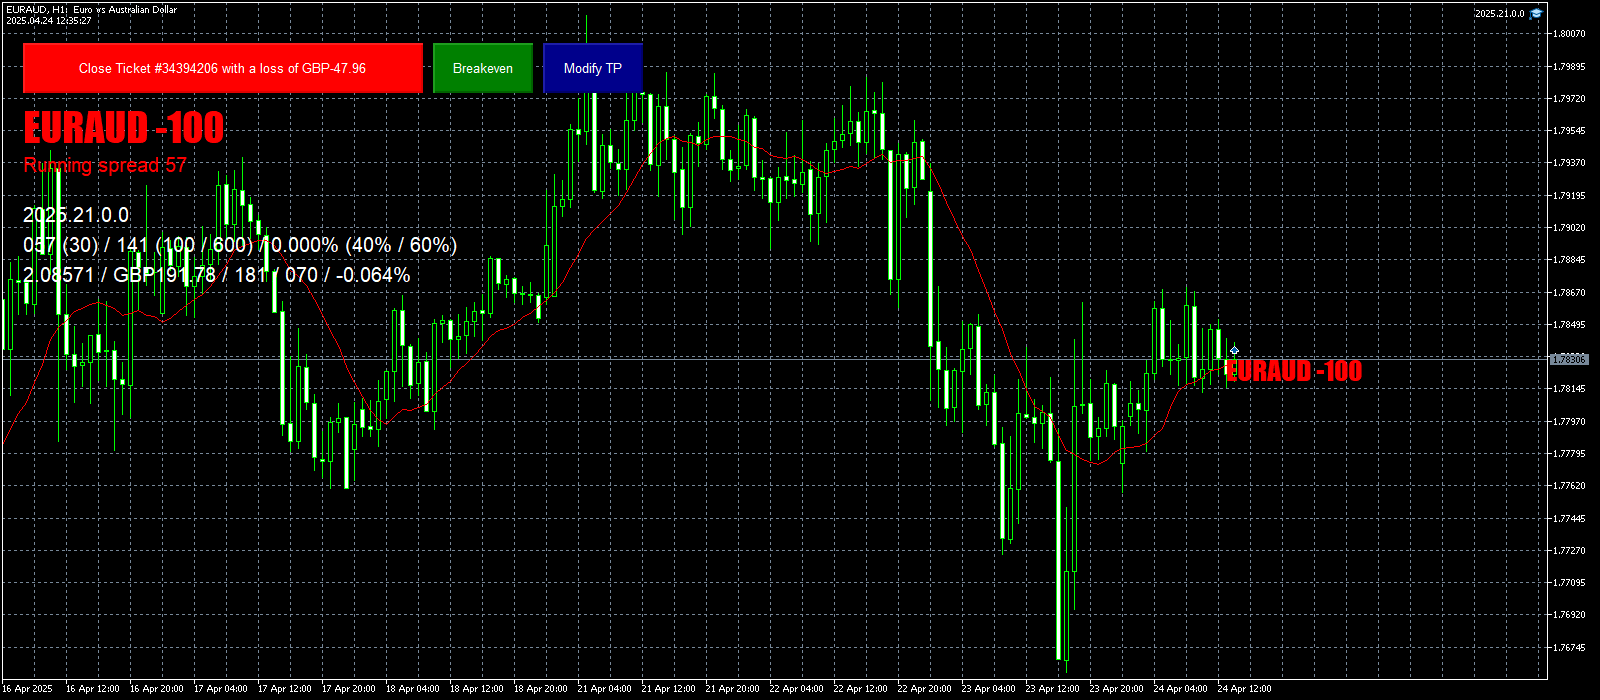 EURAUD, H1: Euro vs Australian Dollar
2025.04.24 12:35:27
2025.21.0.0
Close Ticket #34394206 with a loss of GBP-47.96
Breakeven
Modify TP
EURAUD -100
Running spread 57
2025.21.0.0
057 (30) / 141 (100 / 600) / 0.000% (40% / 60%)
2.08571 / GBP191.78 / 181 / 070 / -0.064%
EURAUD -100
1.80070
1.79895
1.79720
1.79545
1.79370
1.79195
1.79020
1.78845
1.78670
1.78495
1.78306
1.78145
1.77970
1.77795
1.77620
1.77445
1.77270
1.77095
1.76920
1.76745
16 Apr 2025
16 Apr 12:00
16 Apr 20:00
17 Apr 04:00
17 Apr 12:00
17 Apr 20:00
18 Apr 04:00
18 Apr 12:00
18 Apr 20:00
21 Apr 04:00
21 Apr 12:00
21 Apr 20:00
22 Apr 04:00
22 Apr 12:00
22 Apr 20:00
23 Apr 04:00
23 Apr 12:00
23 Apr 20:00
24 Apr 04:00
24 Apr 12:00